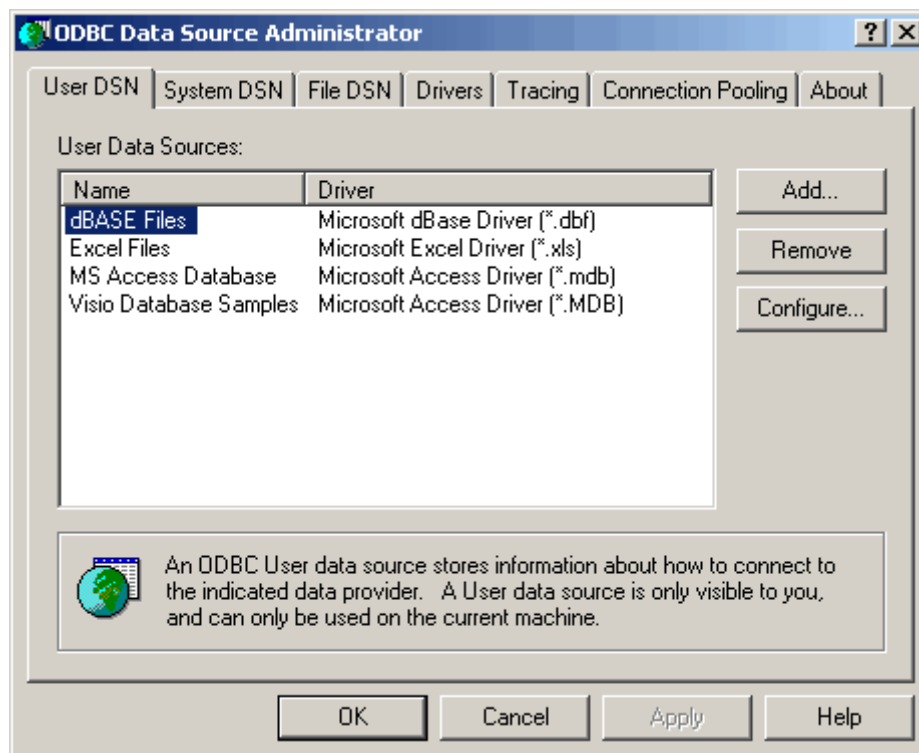 ODBC Data Source Administrator
User DSN System DSN File DSN Drivers Tracing Connection Pooling About
User Data Sources:
Name Driver
dBASE Files Microsoft dBase Driver (*.dbf)
Excel Files Microsoft Excel Driver (*.xls)
MS Access Database Microsoft Access Driver (*.mdb)
Visio Database Samples Microsoft Access Driver (*.MDB)
Add...
Remove
Configure...
An ODBC User data source stores information about how to connect to
the indicated data provider. A User data source is only visible to you,
and can only be used on the current machine.
OK Cancel Apply Help